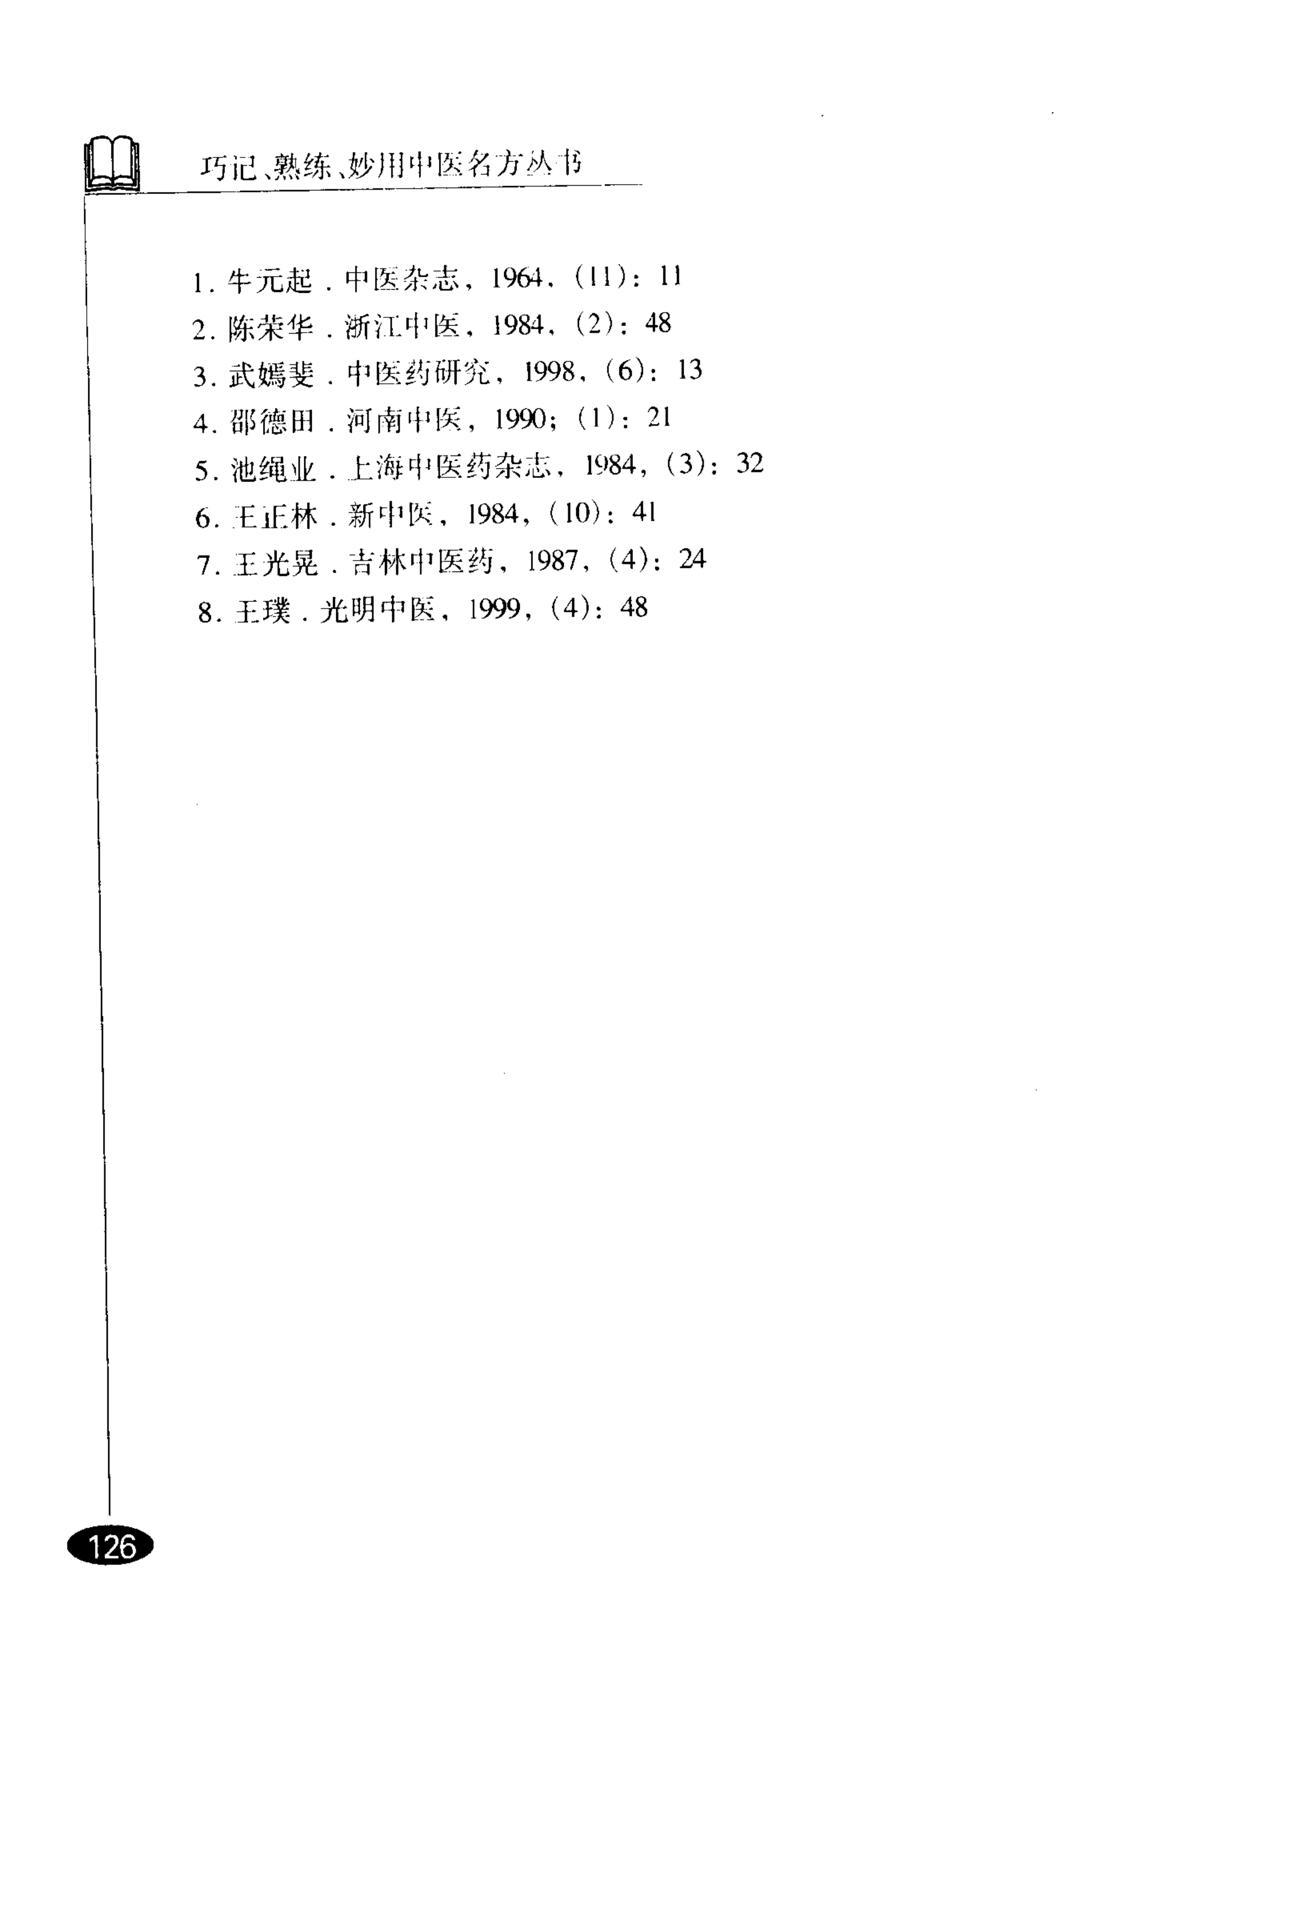 巧记、熟练、妙用中医名方丛书
1. 牛元起．中医杂志，1964，(11)：11
2. 陈荣华．浙江中医，1984，(2)：48
3. 武嫣斐．中医药研究，1998，(6)：13
4. 邵德田．河南中医，1990；(1)：21
5. 池绳业．上海中医药杂志，1984，(3)：32
6. 王正林．新中医，1984，(10)：41
7. 王光晃．吉林中医药，1987，(4)：24
8. 王璞．光明中医，1999，(4)：48
126